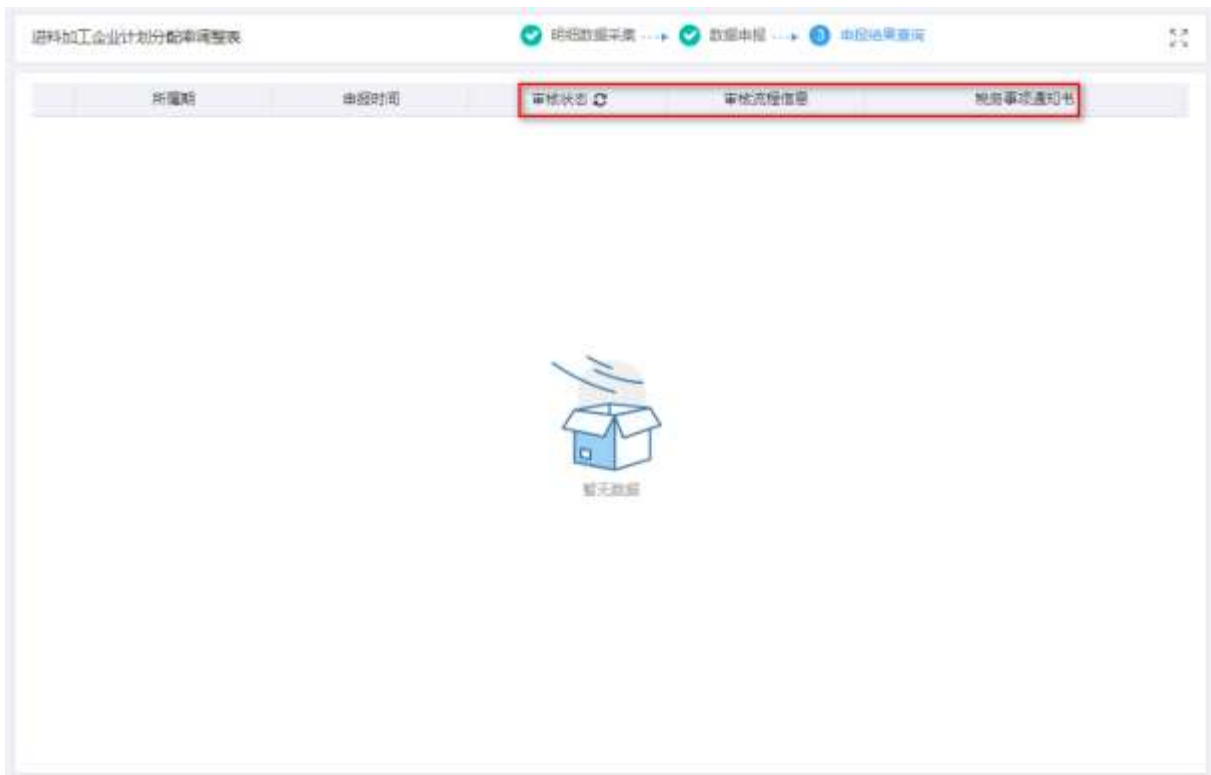 进料加工企业计划分配率调整表 明细数据采集 数据申报 3 申报结果查询
所属期 申报时间 审核状态 审核流程信息 税务事项通知书
暂无数据